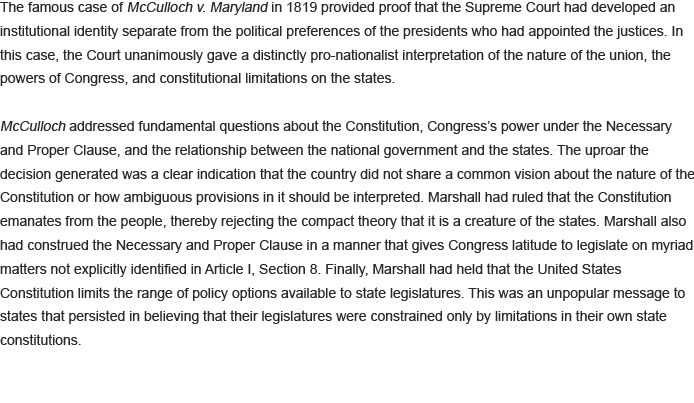 The famous case of McCulloch v. Maryland in 1819 provided proof that the Supreme Court had developed an
institutional identity separate from the political preferences of the presidents who had appointed the justices. In
this case, the Court unanimously gave a distinctly pro-nationalist interpretation of the nature of the union, the
powers of Congress, and constitutional limitations on the states.
McCulloch addressed fundamental questions about the Constitution, Congress's power under the Necessary
and Proper Clause, and the relationship between the national government and the states. The uproar the
decision generated was a clear indication that the country did not share a common vision about the nature of the
Constitution or how ambiguous provisions in it should be interpreted. Marshall had ruled that the Constitution
emanates from the people, thereby rejecting the compact theory that it is a creature of the states. Marshall also
had construed the Necessary and Proper Clause in a manner that gives Congress latitude to legislate on myriad
matters not explicitly identified in Article I, Section 8. Finally, Marshall had held that the United States
Constitution limits the range of policy options available to state legislatures. This was an unpopular message to
states that persisted in believing that their legislatures were constrained only by limitations in their own state
constitutions.